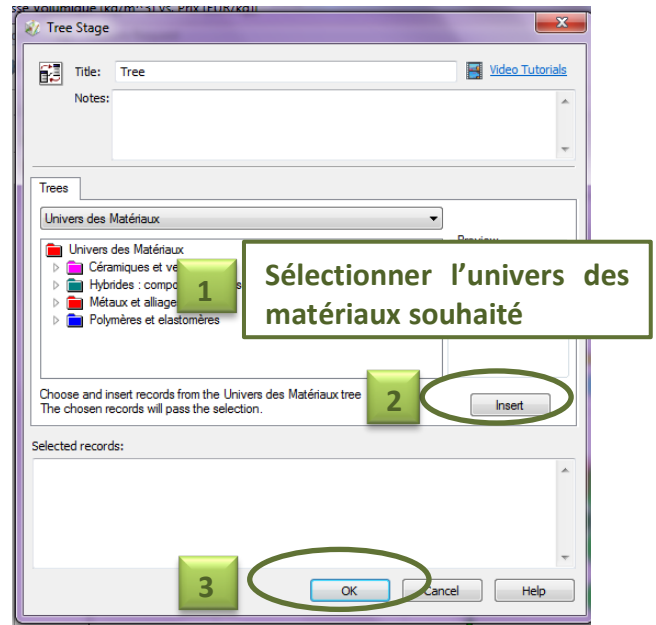 sse Volumique (kg/m^3) vs. Prix (EUR/kg)
Tree Stage
Title: Tree
Video Tutorials
Notes:
Trees
Univers des Matériaux
Univers des Matériaux
Céramiques et ve
Hybrides : compo
Métaux et alliage
Polymères et élastomères
1
Sélectionner l’univers des
matériaux souhaité
Choose and insert records from the Univers des Matériaux tree
The chosen records will pass the selection.
2
Insert
Selected records:
3
OK
Cancel
Help